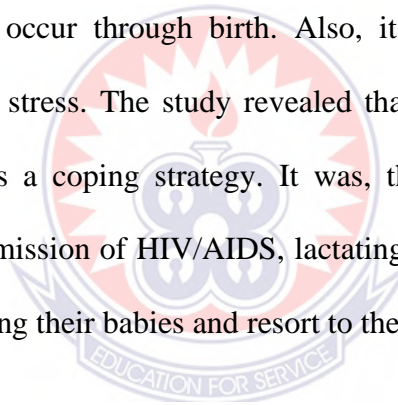 occur through birth. Also, it
stress. The study revealed tha
s a coping strategy. It was, th
mission of HIV/AIDS, lactating
ng their babies and resort to the
EDUCATION FOR SERVICE